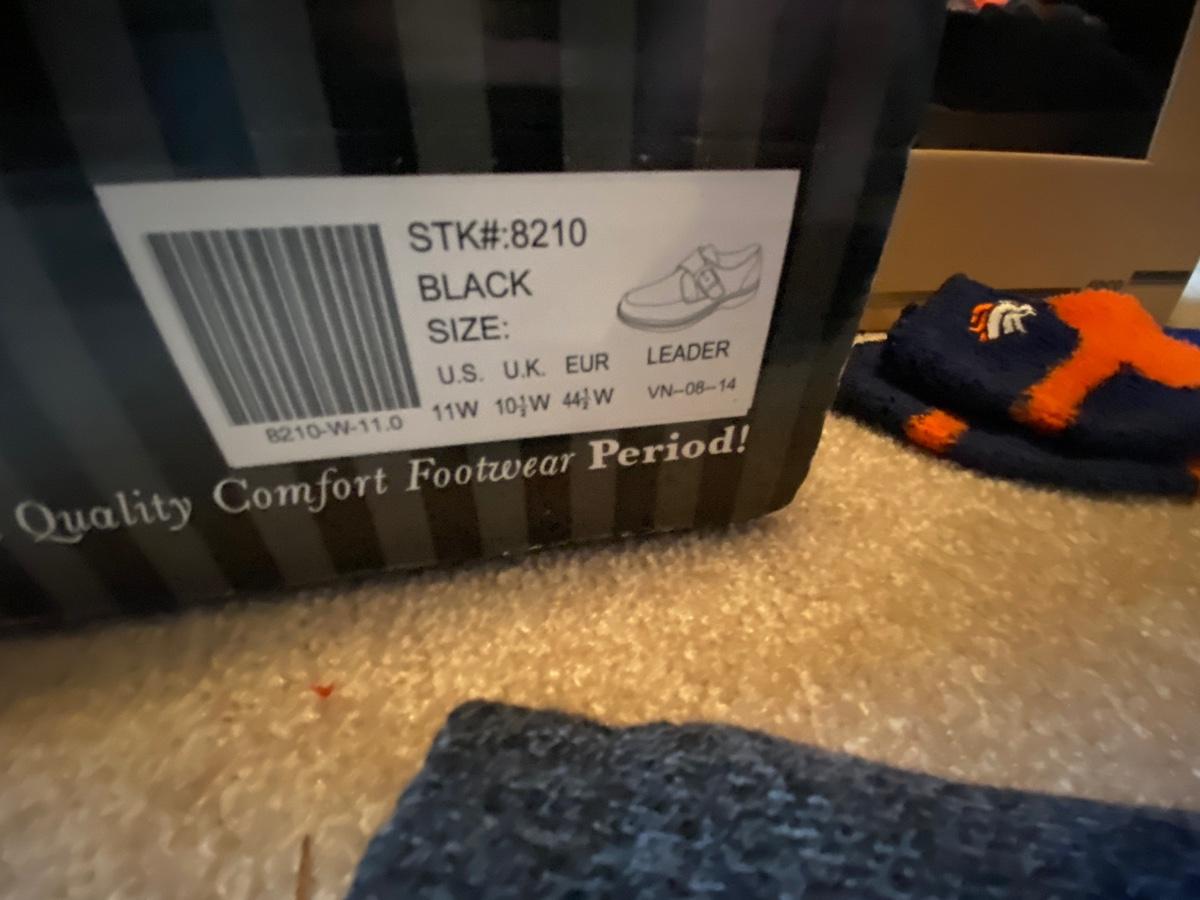 STK#:8210
BLACK
SIZE:
U.S. U.K. EUR
11W 10½W 44½W
LEADER
VN-08-14
8210-W-11.0
Quality Comfort Footwear Period!